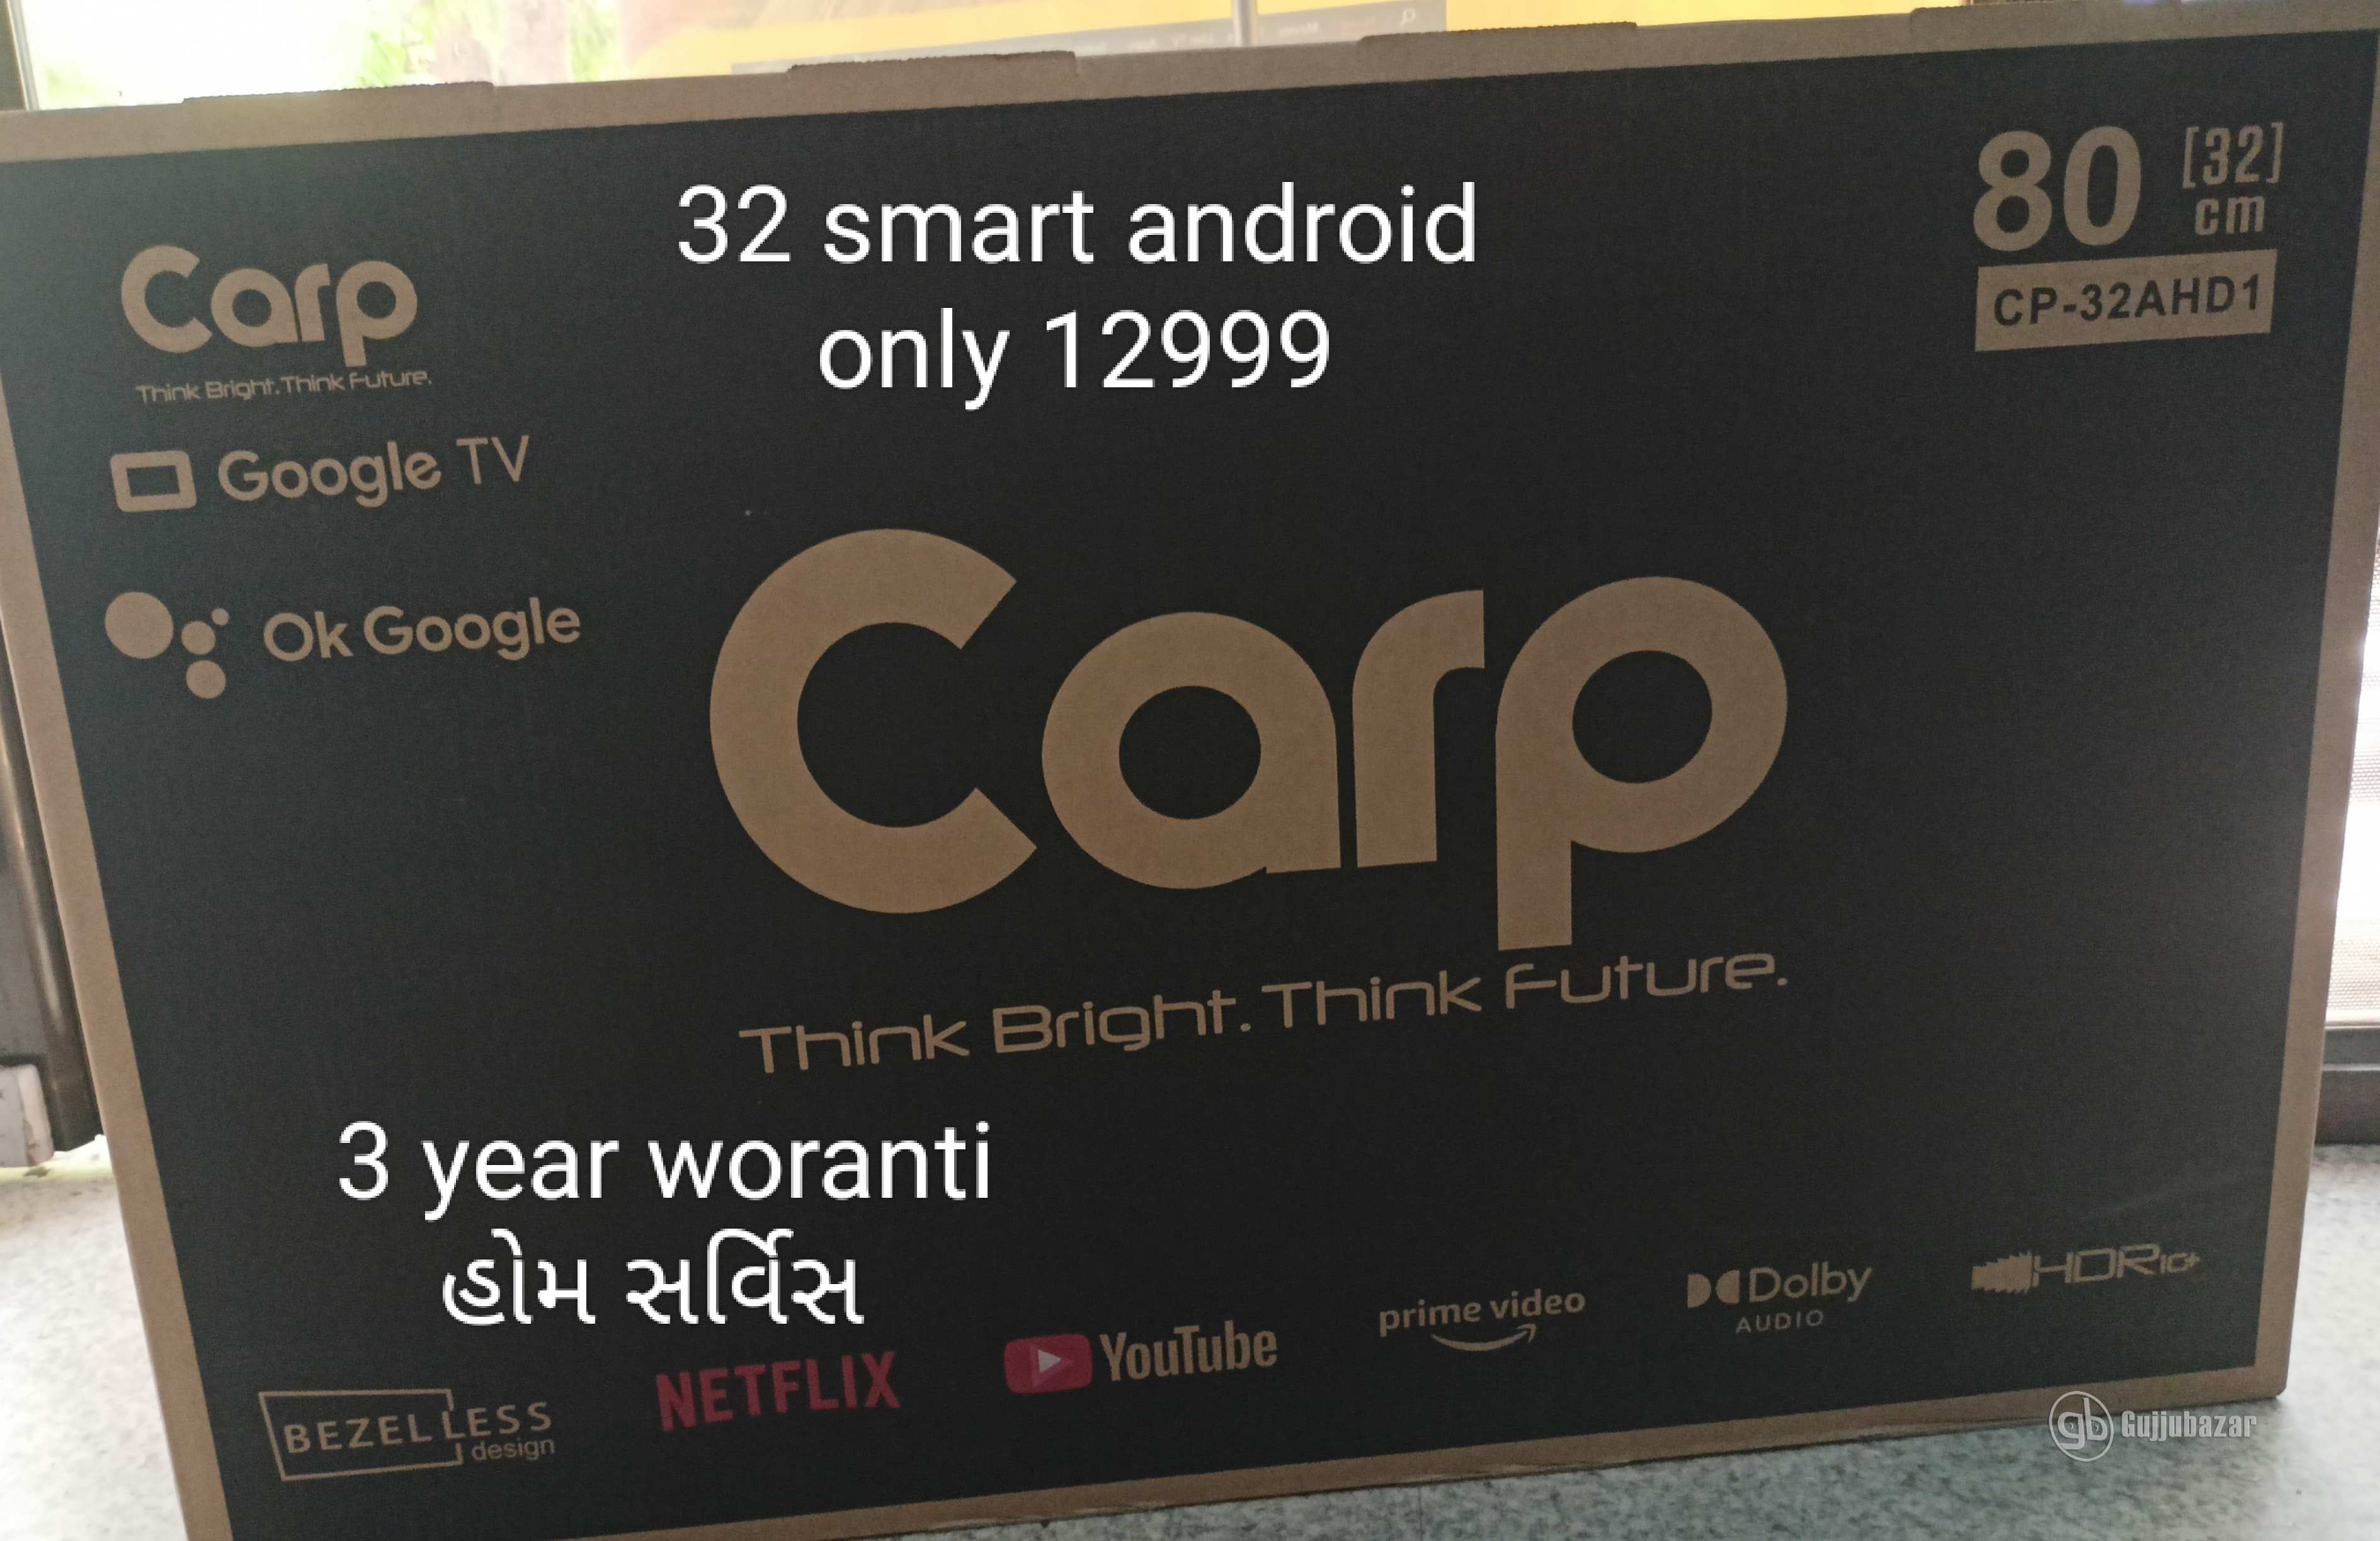 32 smart android
only 12999
80 [32] cm
CP-32AHD1
Carp
Think Bright.Think Future.
Google TV
Ok Google
Carp
Think Bright.Think Future.
3 year woranti
હોમ સર્વિસ
BEZEL LESS
design
NETFLIX
YouTube
prime video
Dolby
AUDIO
HDR10+
gb Gujjubazar